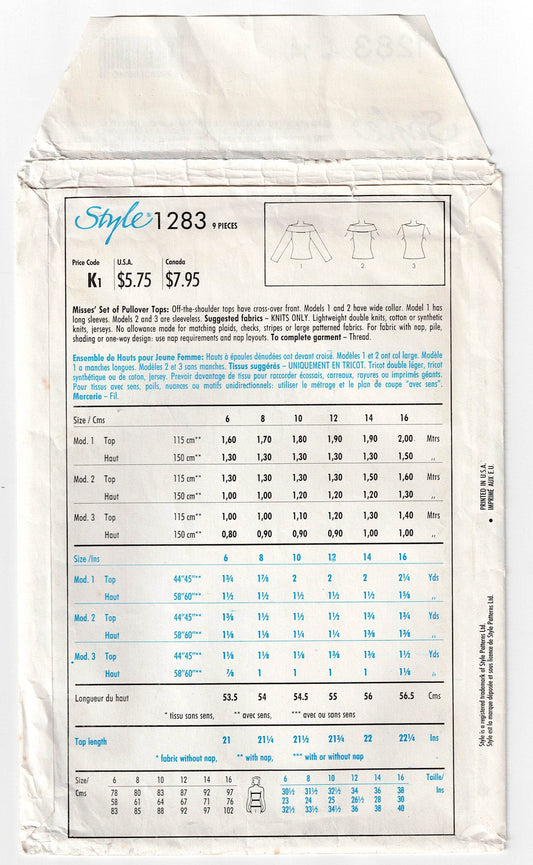 Style® 1283 9 PIECES
Price Code U.S.A. Canada
K1 $5.75 $7.95
1 2 3
Misses' Set of Pullover Tops: Off-the-shoulder tops have cross-over front. Models 1 and 2 have wide collar. Model 1 has
long sleeves. Models 2 and 3 are sleeveless. Suggested fabrics – KNITS ONLY. Lightweight double knits, cotton or synthetic
knits, jerseys. No allowance made for matching plaids, checks, stripes or large patterned fabrics. For fabric with nap, pile,
shading or one-way design: use nap requirements and nap layouts. To complete garment – Thread.
Ensemble de Hauts pour Jeune Femme: Hauts à épaules dénudées ont devant croisé. Modèles 1 et 2 ont col large. Modèle
1 a manches longues. Modèles 2 et 3 sans manches. Tissus suggérés – UNIQUEMENT EN TRICOT. Tricot double léger, tricot
synthétique ou de coton, jersey. Prevoir davantage de tissu pour raccorder écossais, carreaux, rayures ou imprimés géants.
Pour tissus avec sens, poils, nuances ou motifs unidirectionnels: utiliser le métrage et le plan de coupe "avec sens".
Mercerie – Fil.
Size / Cms 6 8 10 12 14 16
Mod. 1 Top 115 cm** 1,60 1,70 1,80 1,90 1,90 2,00 Mtrs
Haut 150 cm** 1,30 1,30 1,30 1,30 1,30 1,50 ,,
Mod. 2 Top 115 cm** 1,30 1,30 1,30 1,30 1,50 1,60 Mtrs
Haut 150 cm** 1,00 1,00 1,20 1,20 1,20 1,30 ,,
Mod. 3 Top 115 cm** 1,00 1,00 1,10 1,20 1,30 1,40 Mtrs
Haut 150 cm** 0,80 0,90 0,90 0,90 1,00 1,00 ,,
Size /Ins 6 8 10 12 14 16
Mod. 1 Top 44"45"** 1¾ 1⅞ 2 2 2 2¼ Yds
Haut 58"60"** 1½ 1½ 1½ 1½ 1½ 1⅝ ,,
Mod. 2 Top 44"45"** 1⅜ 1½ 1½ 1½ 1¾ 1¾ Yds
Haut 58"60"** 1⅛ 1⅛ 1¼ 1¼ 1⅜ 1⅜ ,,
Mod. 3 Top 44"45"** 1⅛ 1⅛ 1⅛ 1⅜ 1⅜ 1½ Yds
Haut 58"60"** ⅞ 1 1 1 1 1⅛ ,,
Longueur du haut 53.5 54 54.5 55 56 56.5 Cms
* tissu sans sens, ** avec sens, *** avec ou sans sens
Top length 21 21¼ 21½ 21¾ 22 22¼ Ins
* fabric without nap, ** with nap, *** with or without nap
Size/ 6 8 10 12 14 16 6 8 10 12 14 16 Taille/
Cms 78 80 83 87 92 97 30½ 31½ 32½ 34 36 38 Ins
58 61 64 67 71 76 23 24 25 26½ 28 30
83 85 88 92 97 102 32½ 33½ 34½ 36 38 40
PRINTED IN U.S.A.
IMPRIMÉ AUX E.U.
Style is a registered trademark of Style Patterns Ltd.
Style est la marque déposée et sous licence de Style Patterns Ltd.